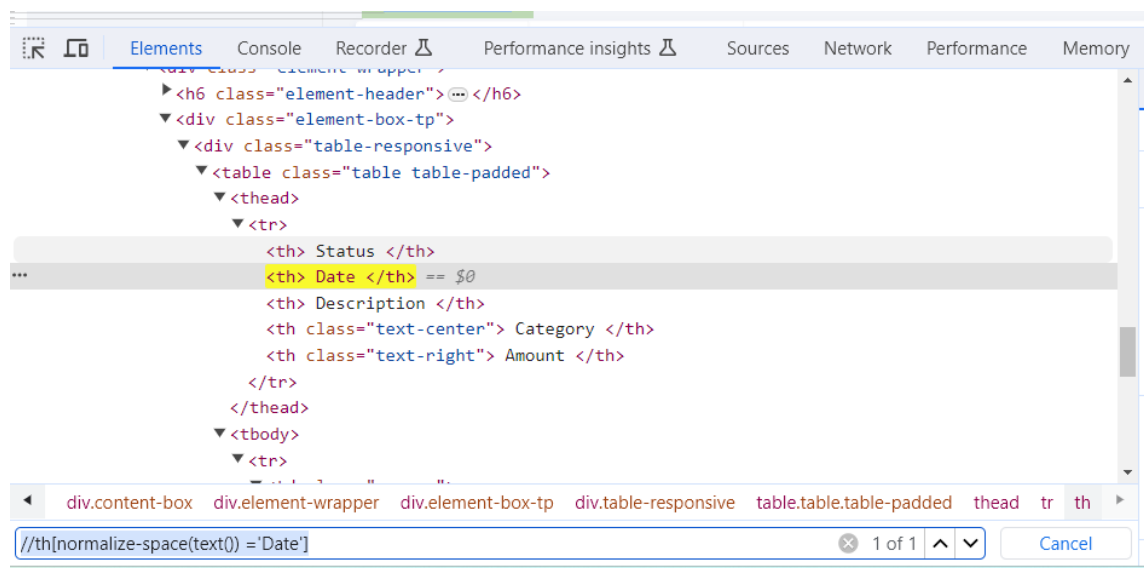 Elements Console Recorder Performance insights Sources Network Performance Memory
<div class="element-wrapper">
<h6 class="element-header">…</h6>
<div class="element-box-tp">
<div class="table-responsive">
<table class="table table-padded">
<thead>
<tr>
<th> Status </th>
<th> Date </th> == $0
<th> Description </th>
<th class="text-center"> Category </th>
<th class="text-right"> Amount </th>
</tr>
</thead>
<tbody>
<tr>
div.content-box div.element-wrapper div.element-box-tp div.table-responsive table.table.table-padded thead tr th
//th[normalize-space(text()) ='Date'] 1 of 1 Cancel